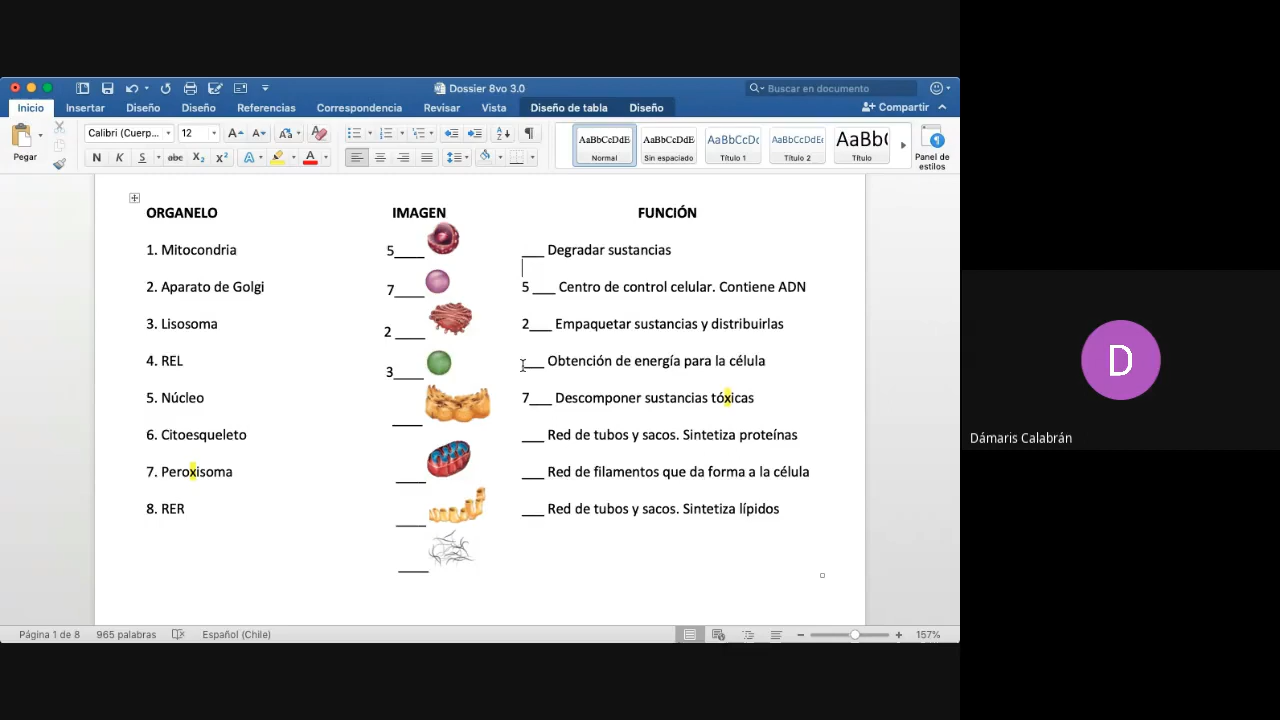 Dossier 8vo 3.0
Buscar en documento
Inicio Insertar Diseño Diseño Referencias Correspondencia Revisar Vista Diseño de tabla Diseño Compartir
Pegar
Calibri (Cuerp... 12
N K S abc X₂ X²
AaBbCcDdE AaBbCcDdE AaBbCcDc AaBbCcDdE AaBb(
Normal Sin espaciado Título 1 Título 2 Título
Panel de estilos
ORGANELO IMAGEN FUNCIÓN
1. Mitocondria 5____ ___ Degradar sustancias
2. Aparato de Golgi 7____ 5 ___ Centro de control celular. Contiene ADN
3. Lisosoma 2 ____ 2___ Empaquetar sustancias y distribuirlas
4. REL 3____ ___ Obtención de energía para la célula
5. Núcleo ____ 7___ Descomponer sustancias tóxicas
6. Citoesqueleto ____ ___ Red de tubos y sacos. Sintetiza proteínas
7. Peroxisoma ____ ___ Red de filamentos que da forma a la célula
8. RER ____ ___ Red de tubos y sacos. Sintetiza lípidos
Página 1 de 8 965 palabras Español (Chile) 157%
D
Dámaris Calabrán